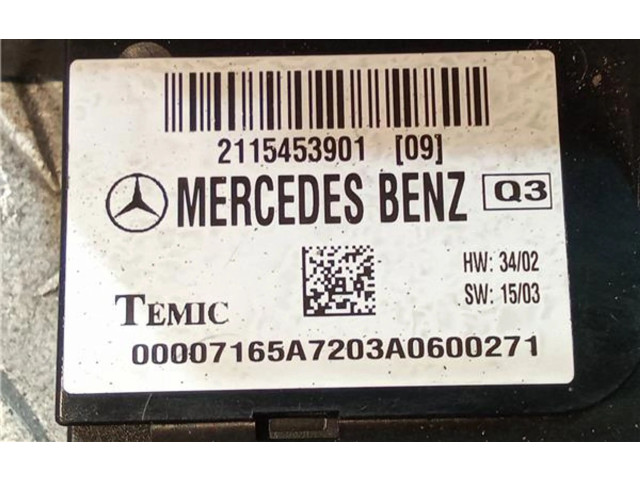 2115453901 [09]
MERCEDES BENZ Q3
HW: 34/02
SW: 15/03
TEMIC
00007165A7203A0600271